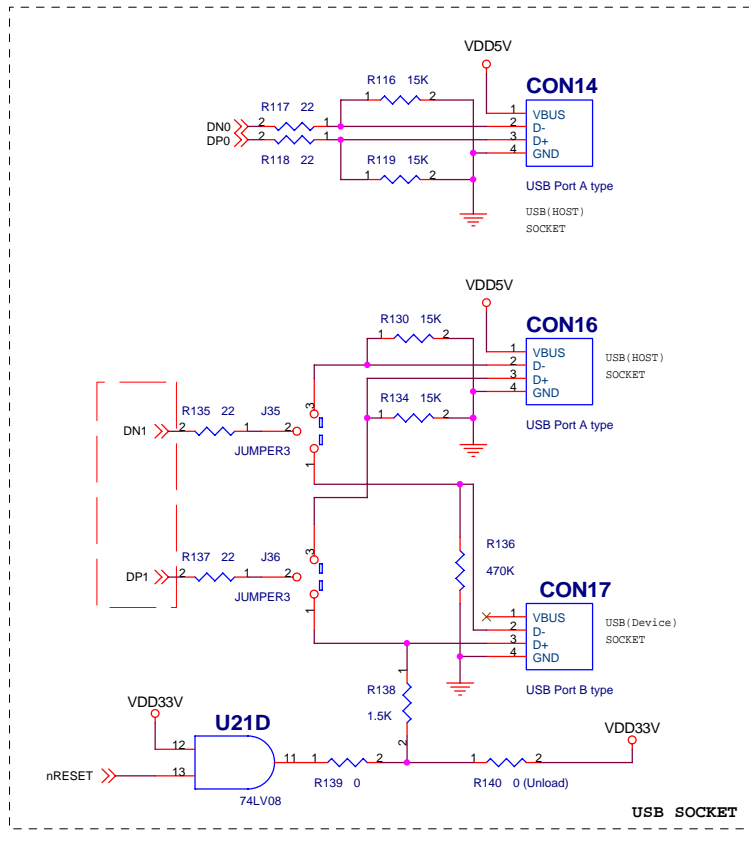 VDD5V
R116 15K
CON14
1 2
R117 22
1 VBUS
DN0 2 1 2 D-
DP0 2 1 3 D+
4 GND
R118 22
R119 15K
1 2
USB Port A type
USB(HOST)
SOCKET
VDD5V
R130 15K
CON16
1 2
1 VBUS
2 D-
3 D+
4 GND
USB(HOST)
SOCKET
R134 15K
1 2
USB Port A type
R135 22 J35
3
DN1 2 1 2
JUMPER3
1
R136
470K
R137 22 J36
3
DP1 2 1 2
JUMPER3
1
CON17
1 VBUS
2 D-
3 D+
4 GND
USB(Device)
SOCKET
USB Port B type
1
R138
1.5K
2
VDD33V
U21D
VDD33V
12
nRESET 13
11 1 2 1 2
R139 0
R140 0 (Unload)
74LV08
USB SOCKET